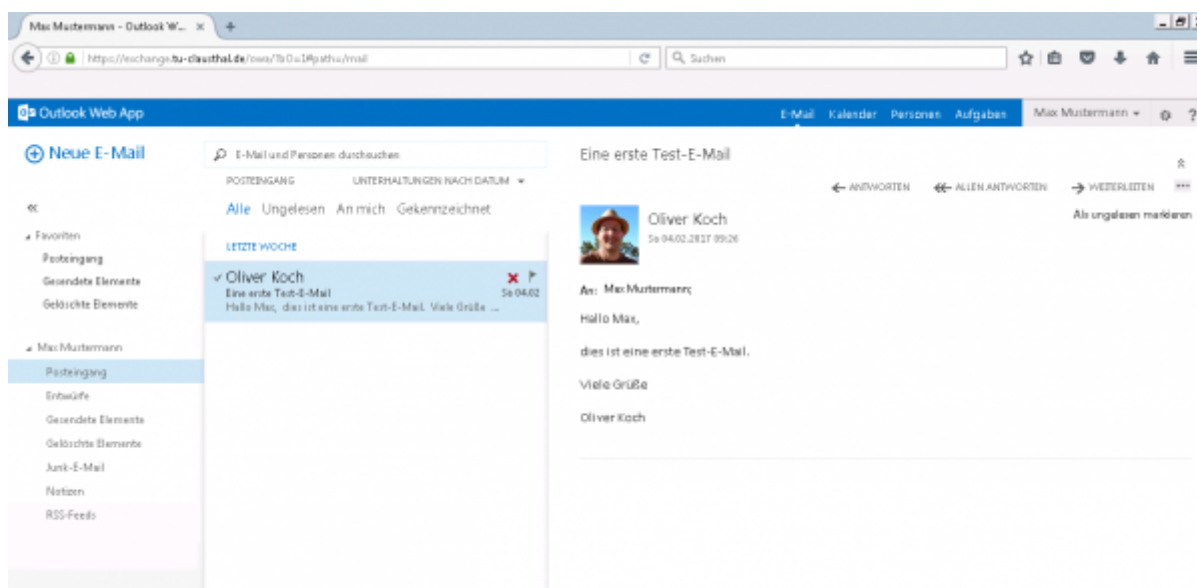 Max Mustermann - Outlook W...
https://exchange.tu-clausthal.de/owa/?bO=1#path=/mail
Suchen
Outlook Web App
E-Mail Kalender Personen Aufgaben Max Mustermann ?
Neue E-Mail
E-Mail und Personen durchsuchen
POSTEINGANG UNTERHALTUNGEN NACH DATUM
Alle Ungelesen An mich Gekennzeichnet
LETZTE WOCHE
Oliver Koch
Eine erste Test-E-Mail Sa 04.02
Hallo Max, dies ist eine erste Test-E-Mail. Viele Grüße ...
Favoriten
Posteingang
Gesendete Elemente
Gelöschte Elemente
Max Mustermann
Posteingang
Entwürfe
Gesendete Elemente
Gelöschte Elemente
Junk-E-Mail
Notizen
RSS-Feeds
Eine erste Test-E-Mail
ANTWORTEN ALLEN ANTWORTEN WEITERLEITEN ...
Als ungelesen markieren
Oliver Koch
Sa 04.02.2017 09:26
An: Max Mustermann;
Hallo Max,
dies ist eine erste Test-E-Mail.
Viele Grüße
Oliver Koch